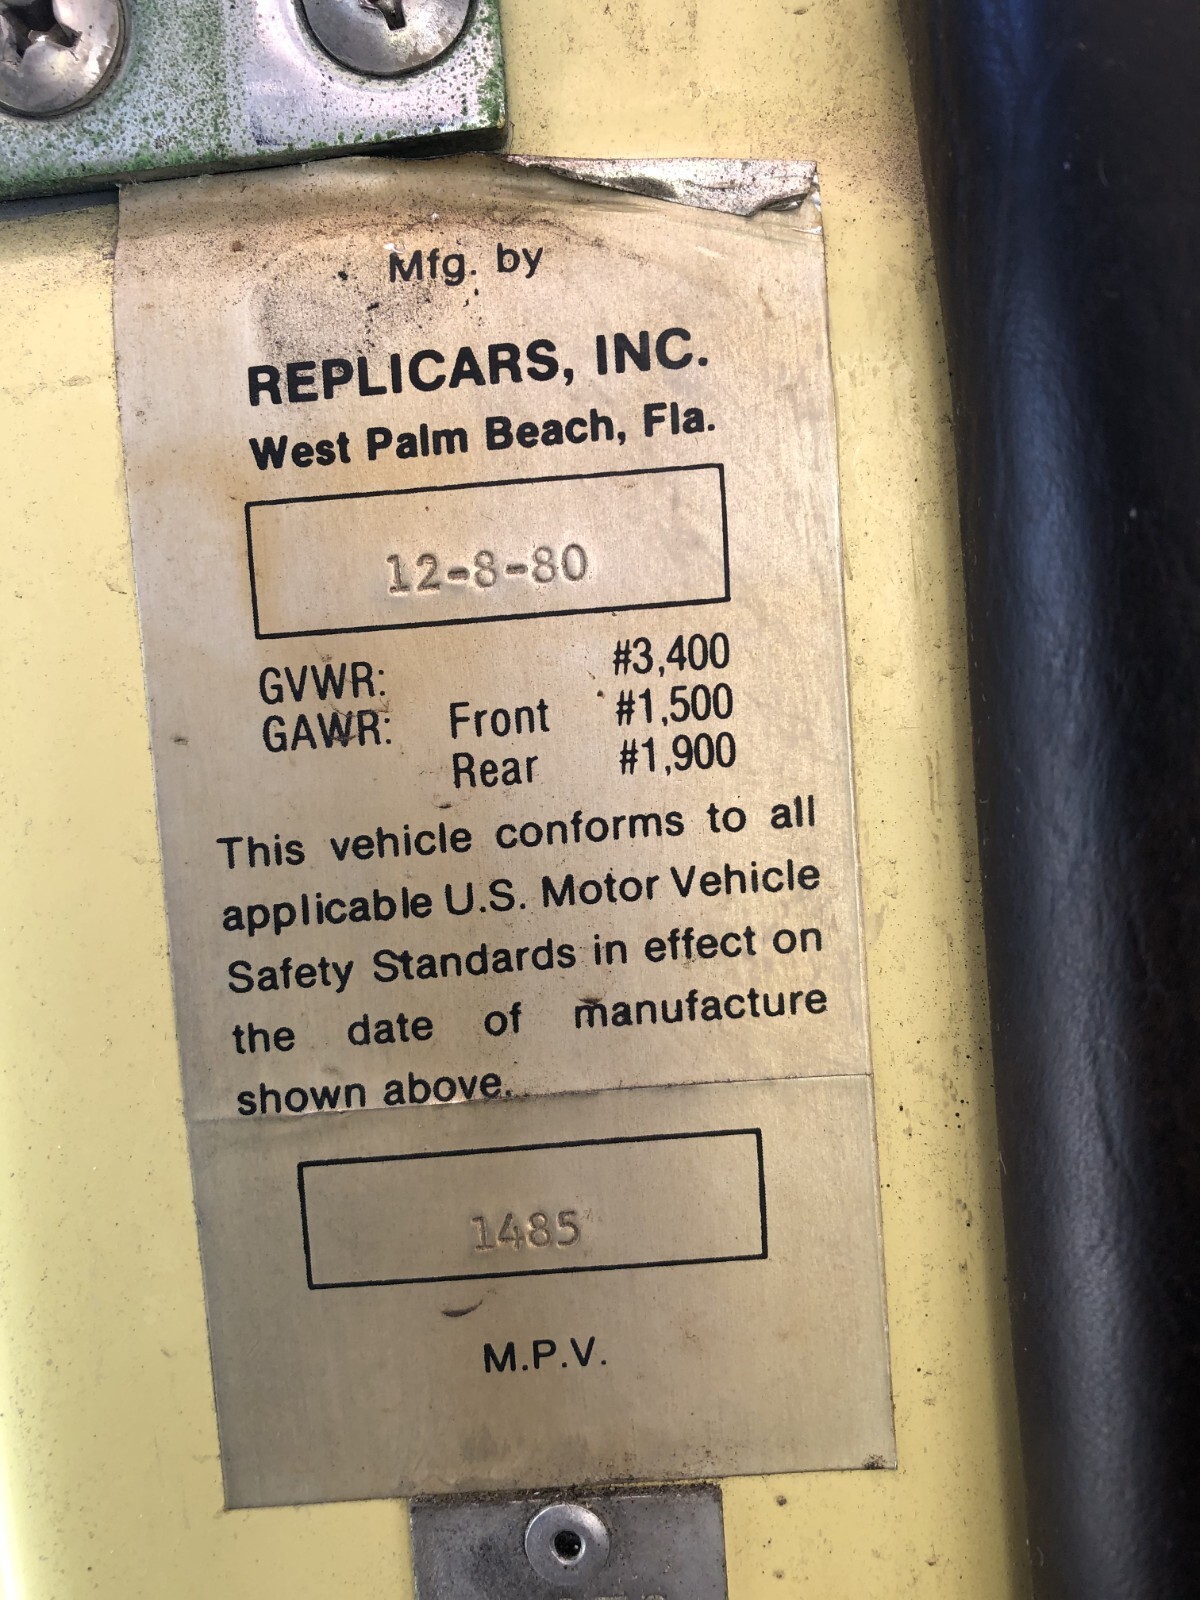 Mfg. by
REPLICARS, INC.
West Palm Beach, Fla.
12-8-80
GVWR: #3,400
GAWR: Front #1,500
Rear #1,900
This vehicle conforms to all
applicable U.S. Motor Vehicle
Safety Standards in effect on
the date of manufacture
shown above.
1485
M.P.V.